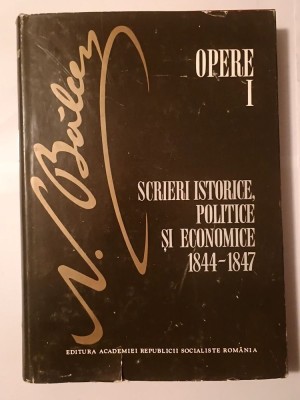 N. Bălcescu
OPERE
I
SCRIERI ISTORICE,
POLITICE
ȘI ECONOMICE
1844-1847
EDITURA ACADEMIEI REPUBLICII SOCIALISTE ROMÂNIA